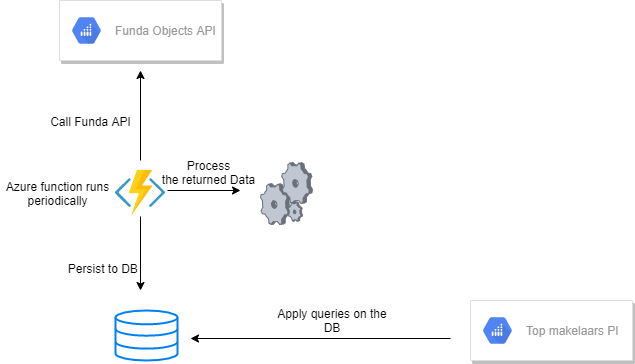 Funda Objects API
Call Funda API
Process
the returned Data
Azure function runs
periodically
Persist to DB
Apply queries on the
DB
Top makelaars PI